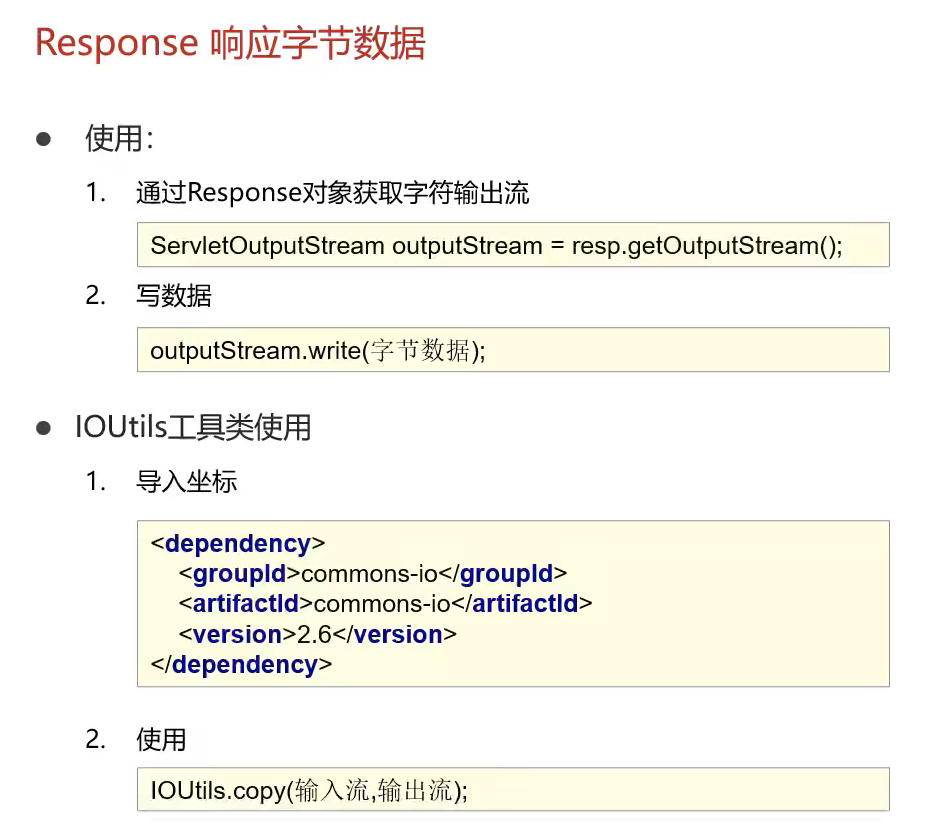 Response 响应字节数据
● 使用：
1. 通过Response对象获取字符输出流
ServletOutputStream outputStream = resp.getOutputStream();
2. 写数据
outputStream.write(字节数据);
● IOUtils工具类使用
1. 导入坐标
<dependency>
<groupId>commons-io</groupId>
<artifactId>commons-io</artifactId>
<version>2.6</version>
</dependency>
2. 使用
IOUtils.copy(输入流,输出流);